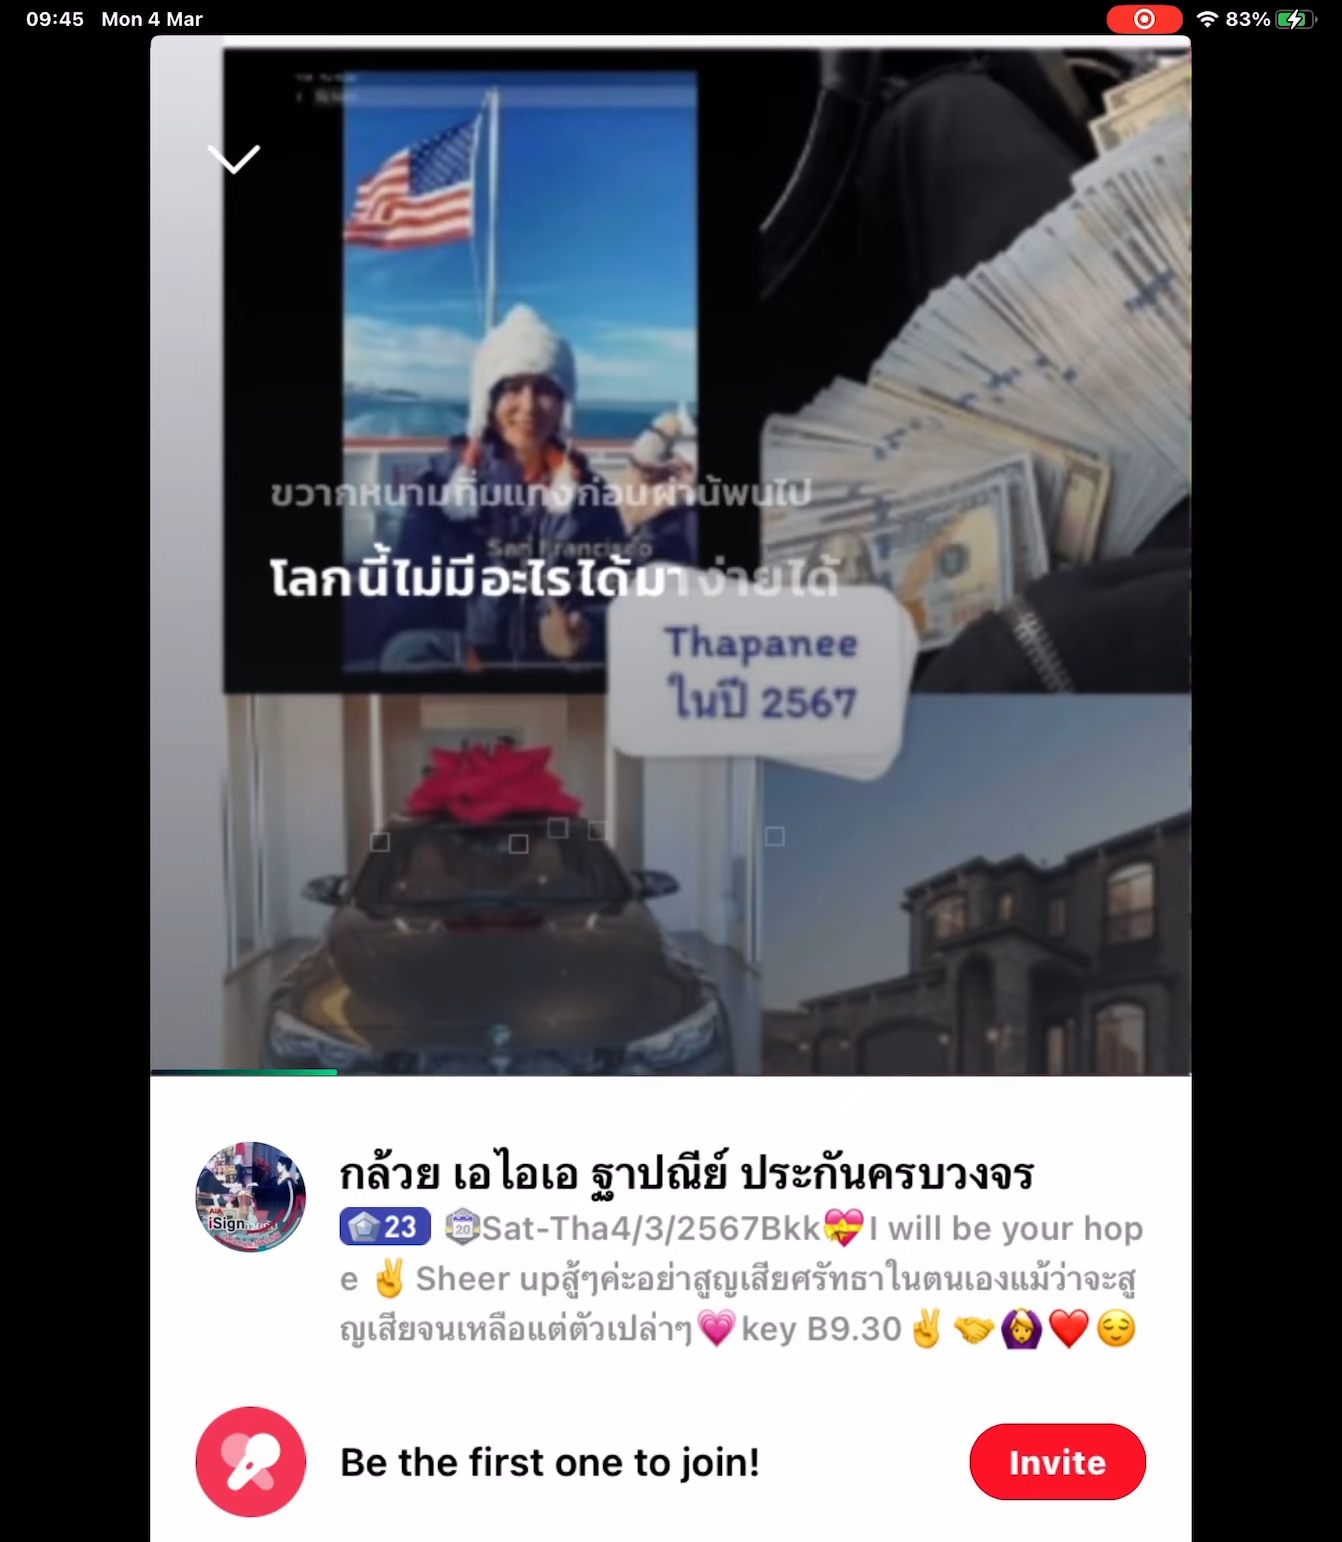 09:45 Mon 4 Mar
83%
ขวากหนามทิ่มแทงก่อนผ่านพ้นไป
San Francisco
โลกนี้ไม่มีอะไรได้มาง่ายได้
Thapanee
ในปี 2567
กล้วย เอไอเอ ฐาปณีย์ ประกันครบวงจร
23 20 Sat-Tha4/3/2567Bkk💝I will be your hop
e ✌️ Sheer upสู้ๆค่ะอย่าสูญเสียศรัทธาในตนเองแม้ว่าจะสู
ญเสียจนเหลือแต่ตัวเปล่าๆ💗key B9.30✌️🤝🙆‍♀️❤️😌
AIA
iSign
Be the first one to join!
Invite